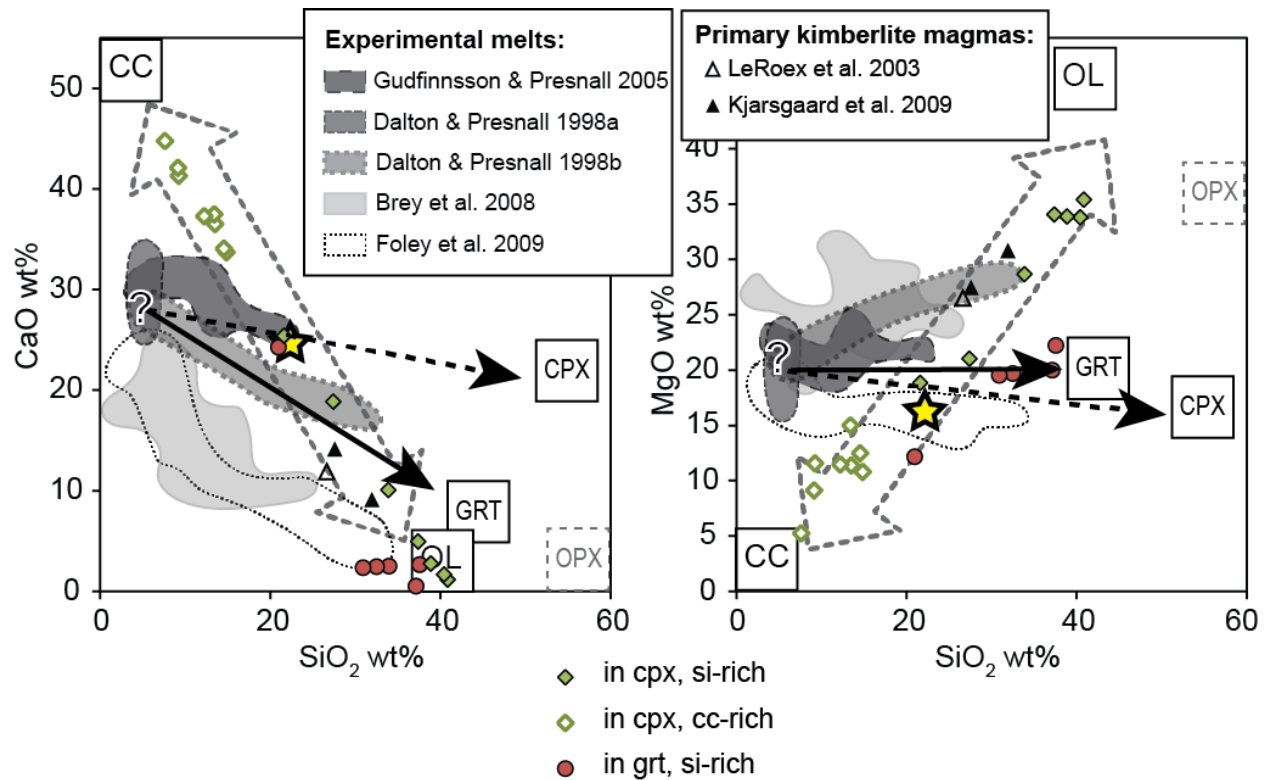 Experimental melts:
Gudfinnsson & Presnall 2005
Dalton & Presnall 1998a
Dalton & Presnall 1998b
Brey et al. 2008
Foley et al. 2009
Primary kimberlite magmas:
LeRoex et al. 2003
Kjarsgaard et al. 2009
CaO wt%
50
40
30
20
10
0
0
20
40
60
SiO2 wt%
CC
?
CPX
GRT
OL
OPX
MgO wt%
40
35
30
25
20
15
10
5
0
0
20
40
60
SiO2 wt%
OL
OPX
?
GRT
CPX
CC
in cpx, si-rich
in cpx, cc-rich
in grt, si-rich